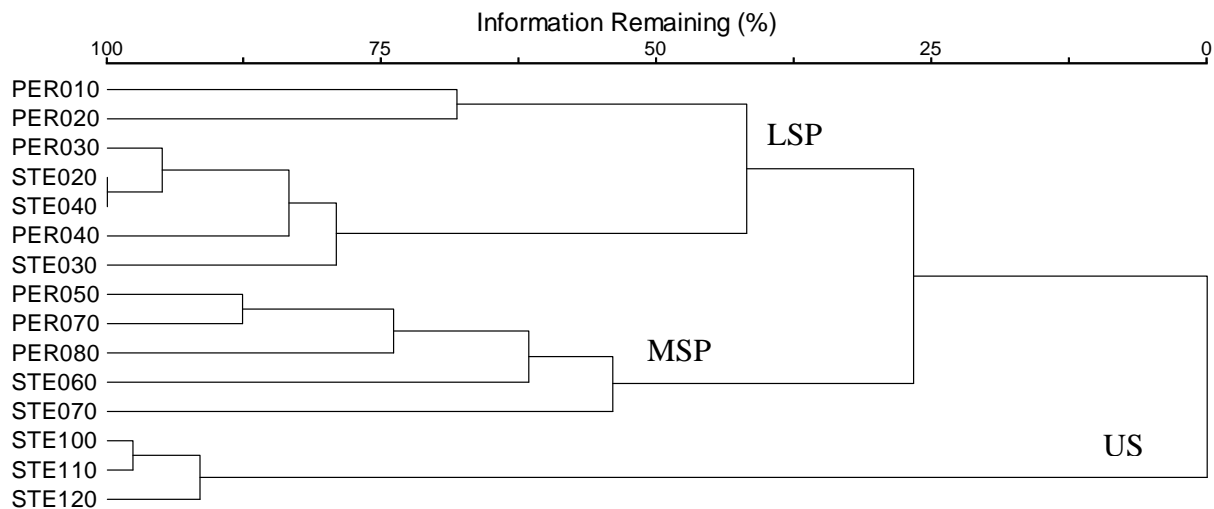 Information Remaining (%)
100 75 50 25 0
PER010
PER020
PER030
LSP
STE020
STE040
PER040
STE030
PER050
PER070
PER080
MSP
STE060
STE070
STE100
US
STE110
STE120